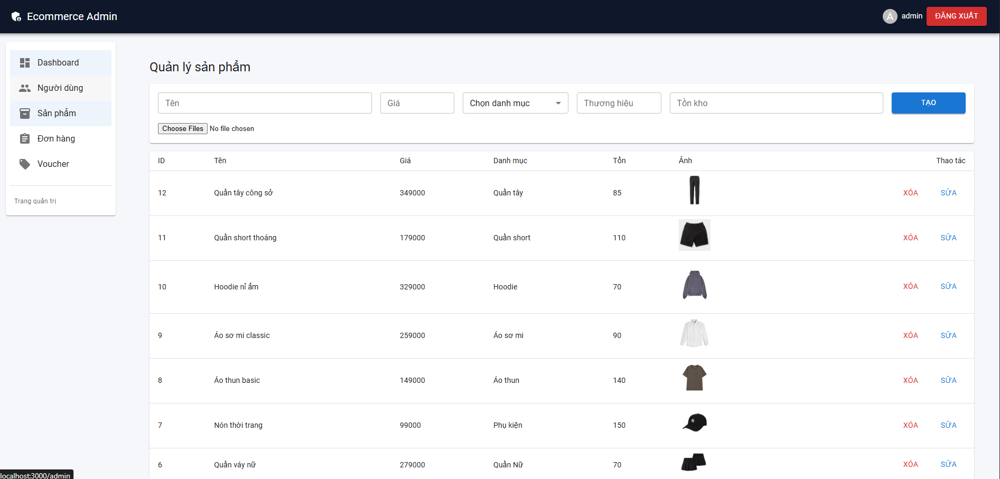 Ecommerce Admin
A admin ĐĂNG XUẤT
Dashboard
Người dùng
Sản phẩm
Đơn hàng
Voucher
Trang quản trị
Quản lý sản phẩm
Tên Giá Chọn danh mục Thương hiệu Tồn kho TẠO
Choose Files No file chosen
ID Tên Giá Danh mục Tồn Ảnh Thao tác
12 Quần tây công sở 349000 Quần tây 85 XÓA SỬA
11 Quần short thoáng 179000 Quần short 110 XÓA SỬA
10 Hoodie nỉ ấm 329000 Hoodie 70 XÓA SỬA
9 Áo sơ mi classic 259000 Áo sơ mi 90 XÓA SỬA
8 Áo thun basic 149000 Áo thun 140 XÓA SỬA
7 Nón thời trang 99000 Phụ kiện 150 XÓA SỬA
6 Quần váy nữ 279000 Quần Nữ 70 XÓA SỬA
localhost:3000/admin